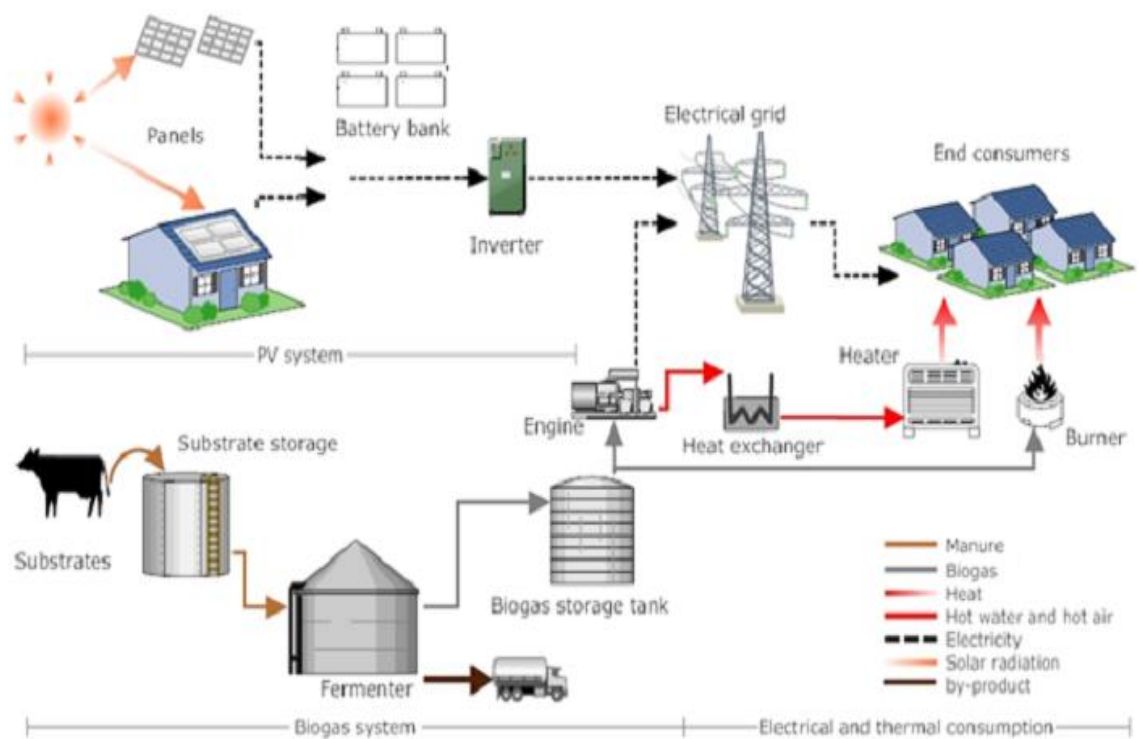 Panels
Battery bank
Electrical grid
End consumers
Inverter
PV system
Heater
Engine
Heat exchanger
Burner
Substrate storage
Substrates
Biogas storage tank
Fermenter
Manure
Biogas
Heat
Hot water and hot air
Electricity
Solar radiation
by-product
Biogas system
Electrical and thermal consumption